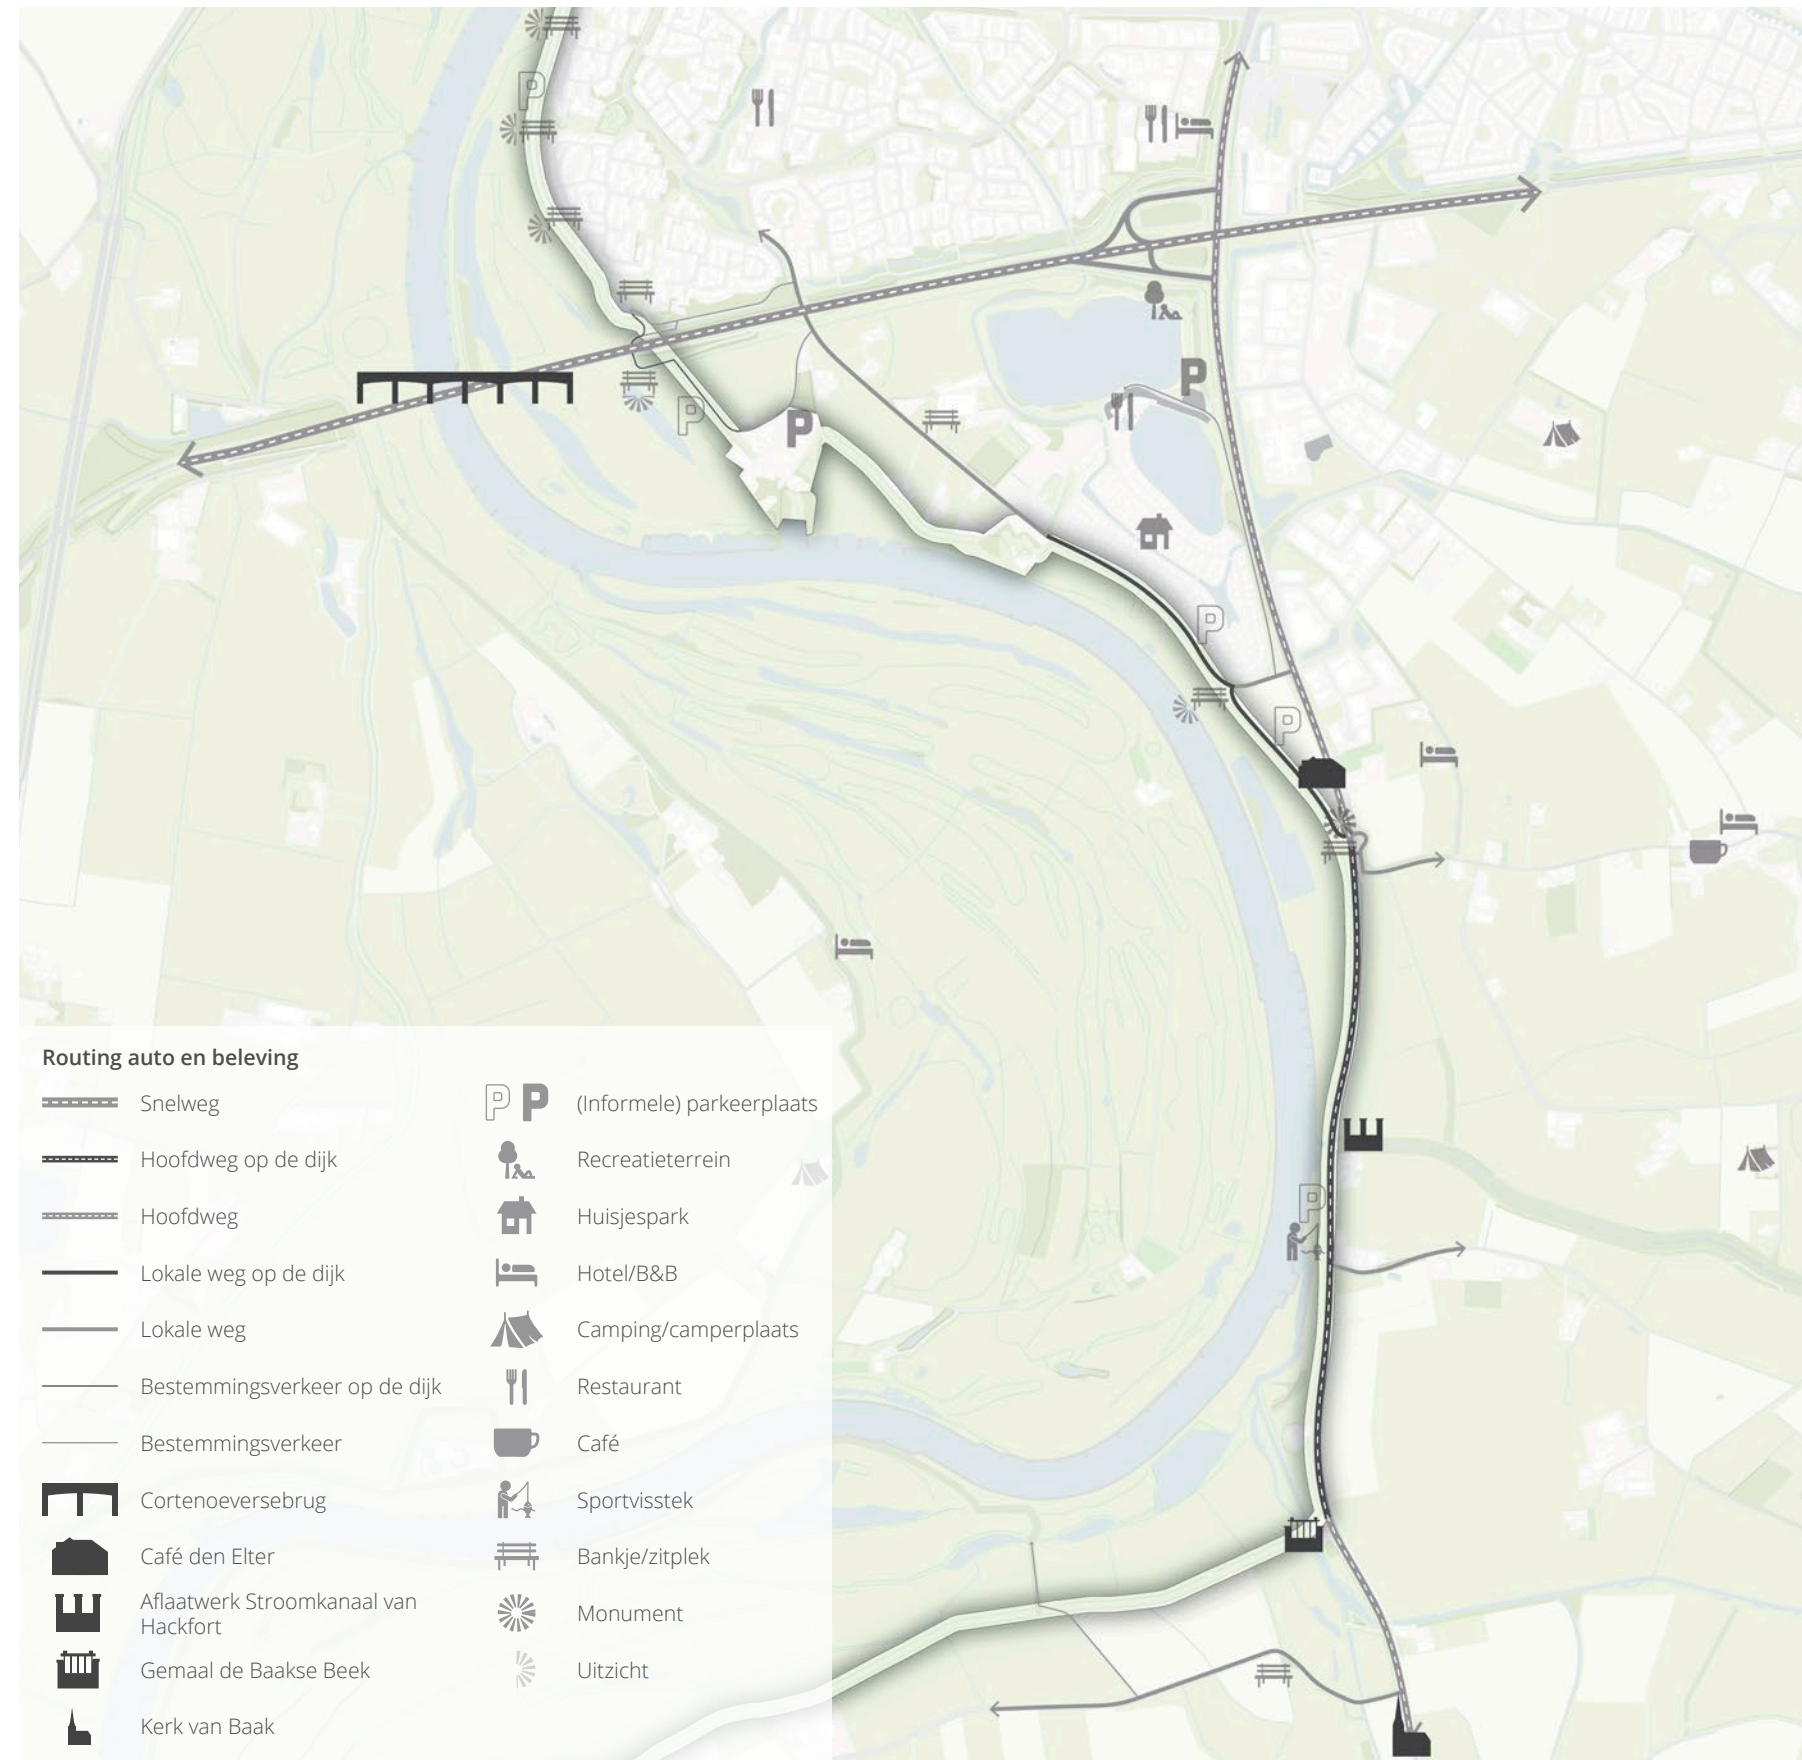 Routing auto en beleving
Snelweg
Hoofdweg op de dijk
Hoofdweg
Lokale weg op de dijk
Lokale weg
Bestemmingsverkeer op de dijk
Bestemmingsverkeer
Cortenoeversebrug
Café den Elter
Aflaatwerk Stroomkanaal van
Hackfort
Gemaal de Baakse Beek
Kerk van Baak
P P (Informele) parkeerplaats
Recreatieterrein
Huisjespark
Hotel/B&B
Camping/camperplaats
Restaurant
Café
Sportvisstek
Bankje/zitplek
Monument
Uitzicht
P
P
P
P
P
P
P